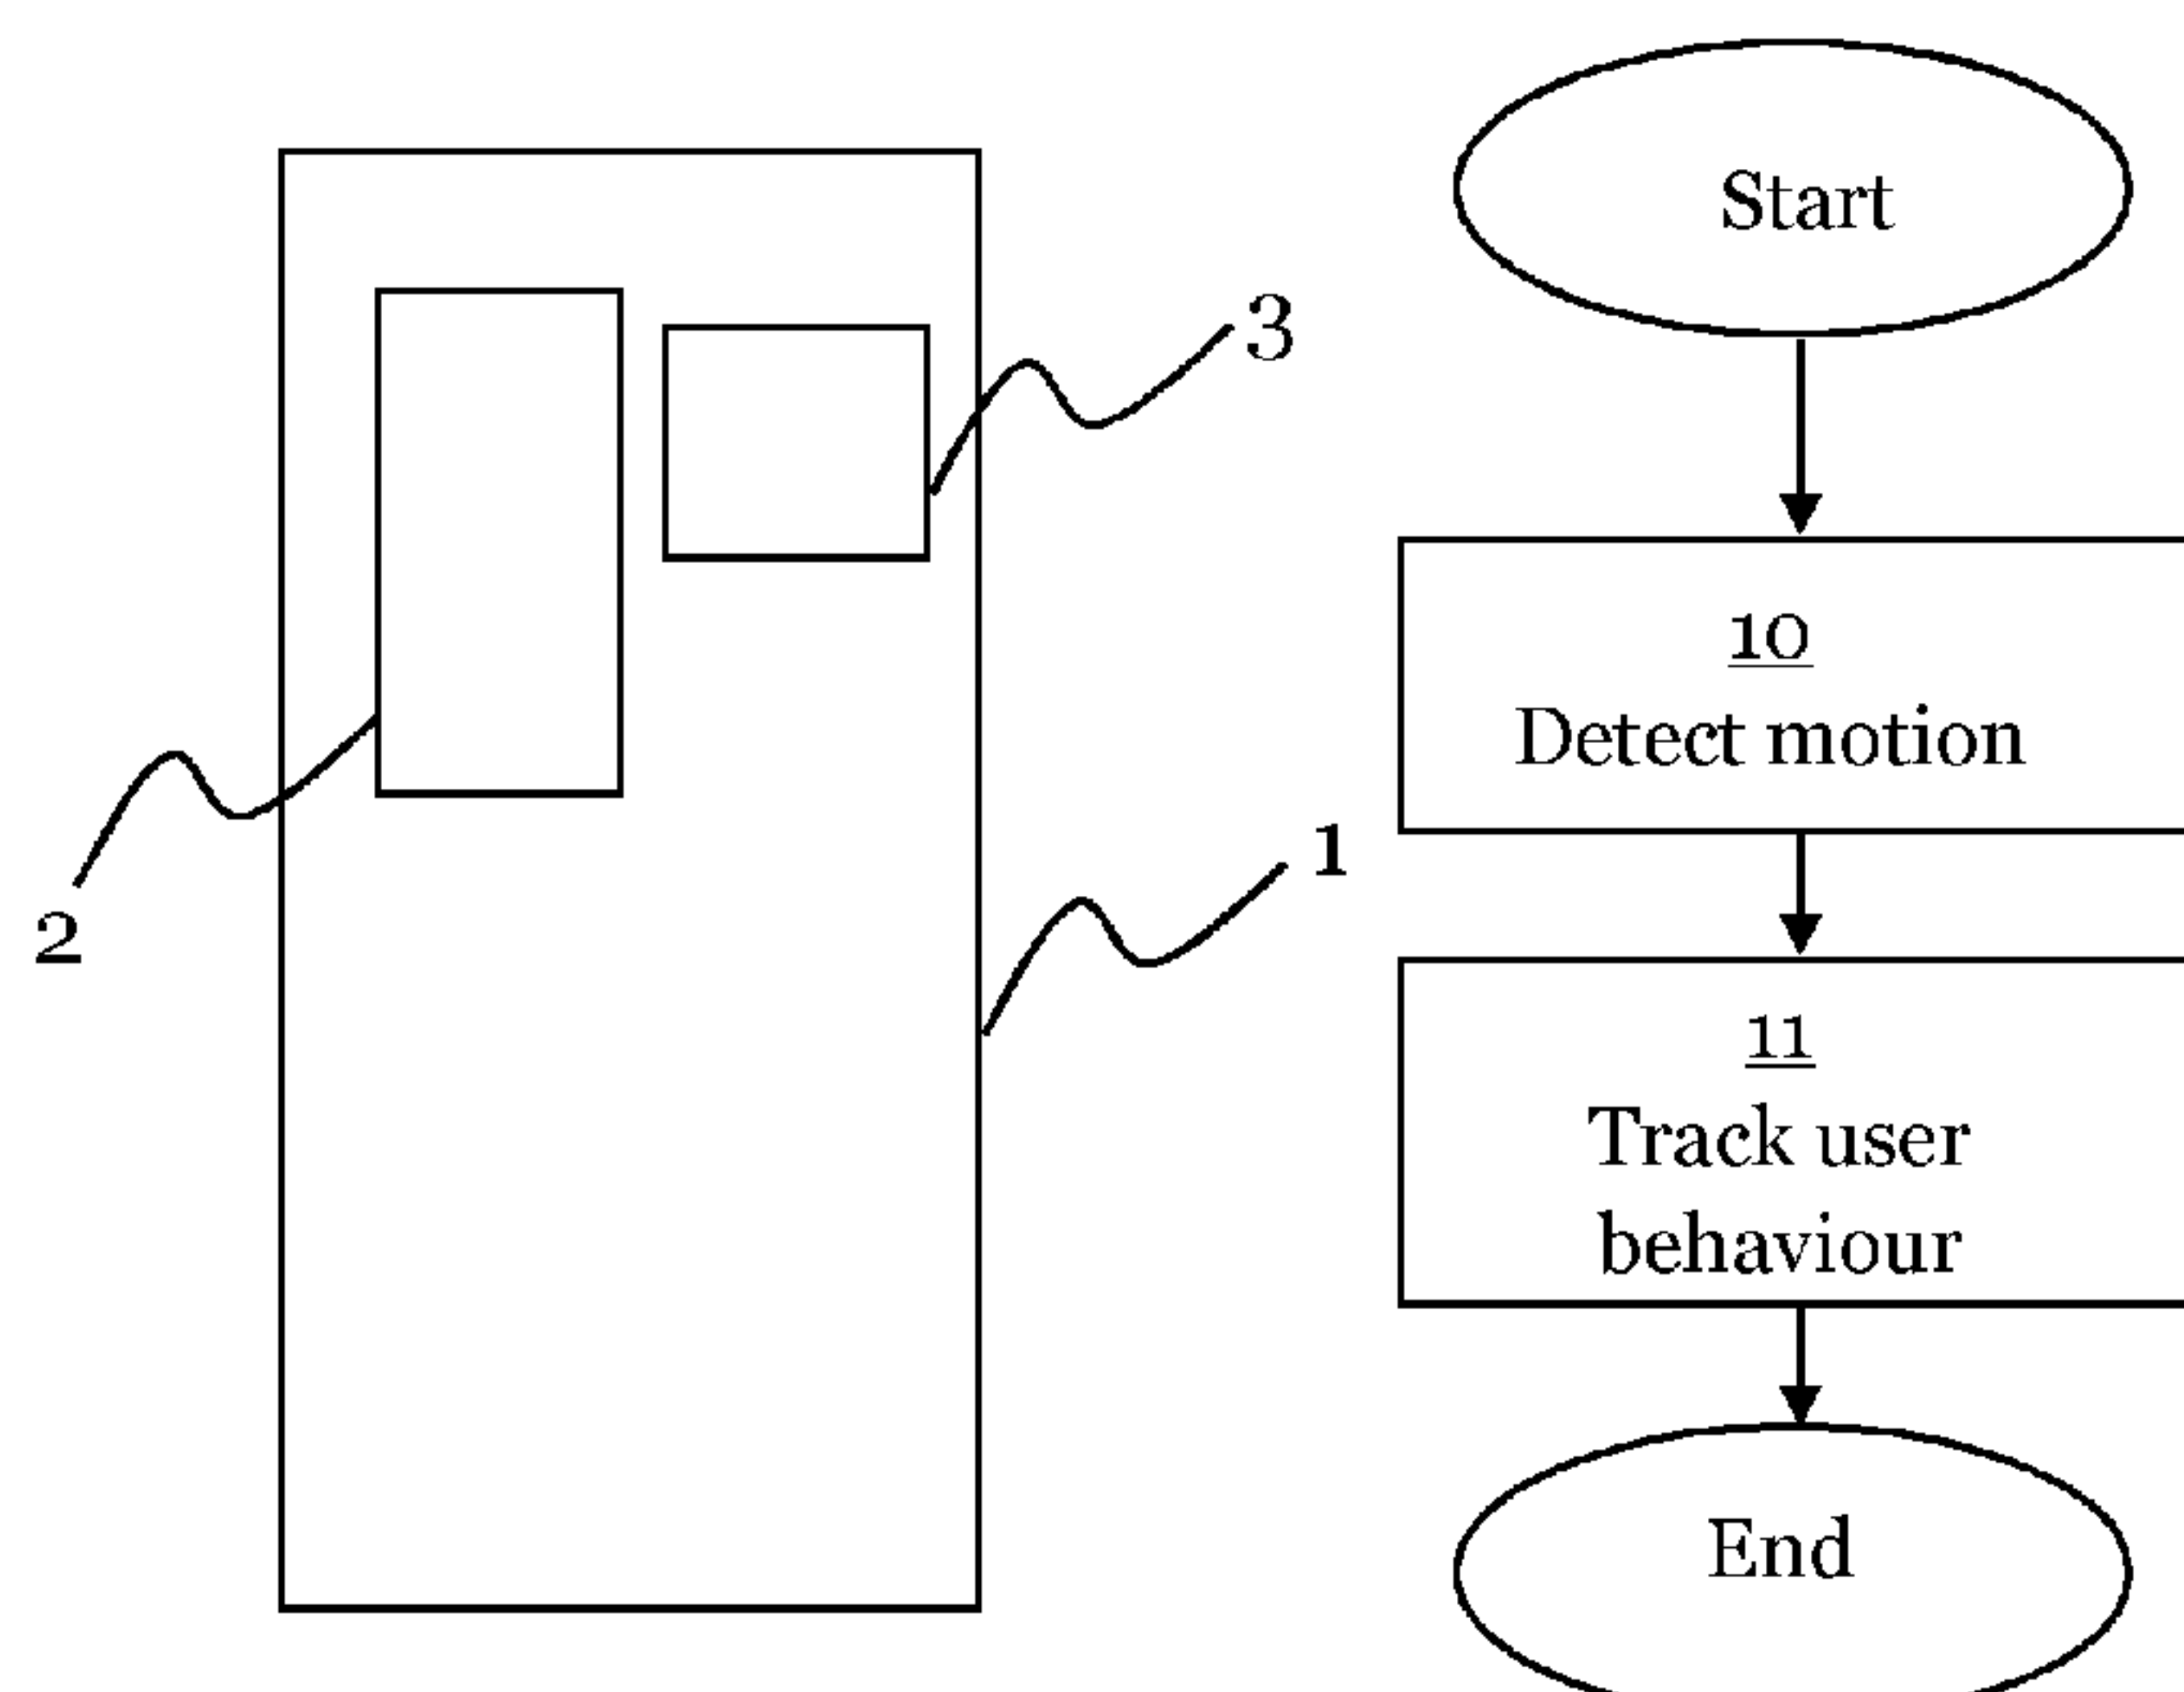 3
2
1
Start
10
Detect motion
11
Track user
behaviour
End